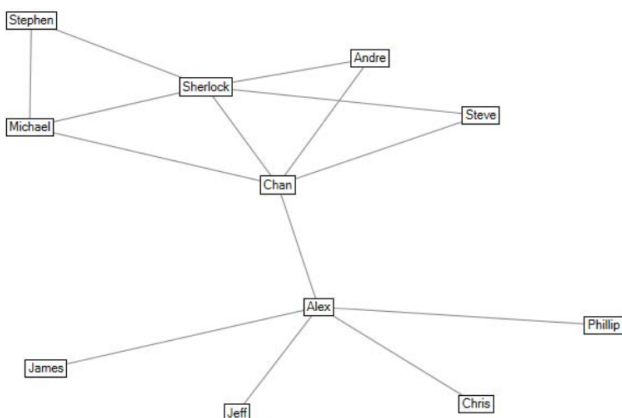 Stephen
Andre
Sherlock
Steve
Michael
Chan
Alex
Phillip
James
Chris
Jeff